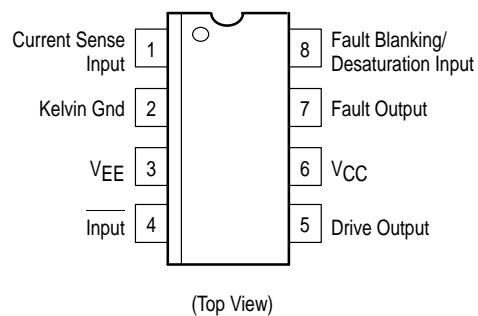 Current Sense
Input
1
Kelvin Gnd
2
VEE
3
Input
4
8
Fault Blanking/
Desaturation Input
7
Fault Output
6
VCC
5
Drive Output
(Top View)